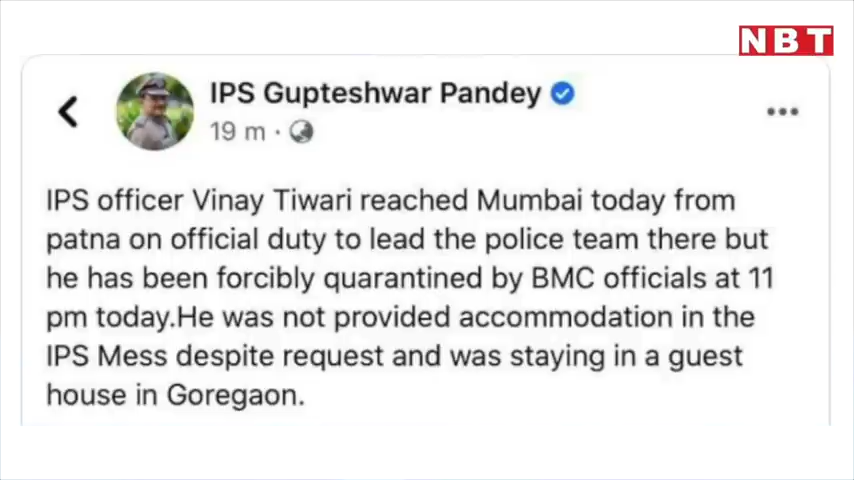 NBT
IPS Gupteshwar Pandey
19 m ·
IPS officer Vinay Tiwari reached Mumbai today from
patna on official duty to lead the police team there but
he has been forcibly quarantined by BMC officials at 11
pm today.He was not provided accommodation in the
IPS Mess despite request and was staying in a guest
house in Goregaon.